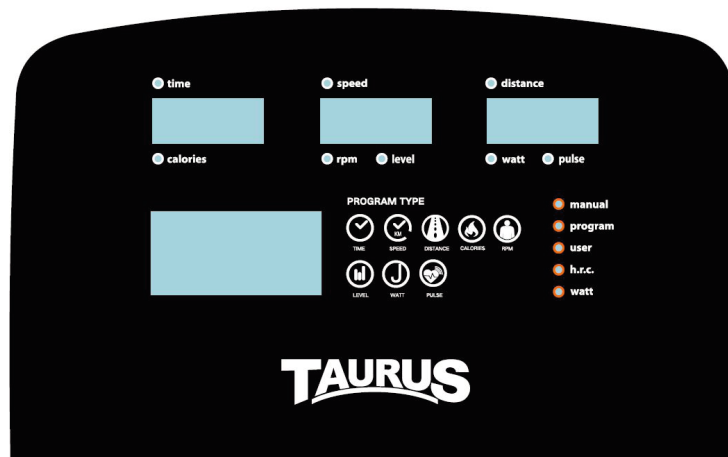 time speed distance
calories rpm level watt pulse
PROGRAM TYPE
KM
TIME SPEED DISTANCE CALORIES RPM
LEVEL WATT PULSE
manual
program
user
h.r.c.
watt
TAURUS